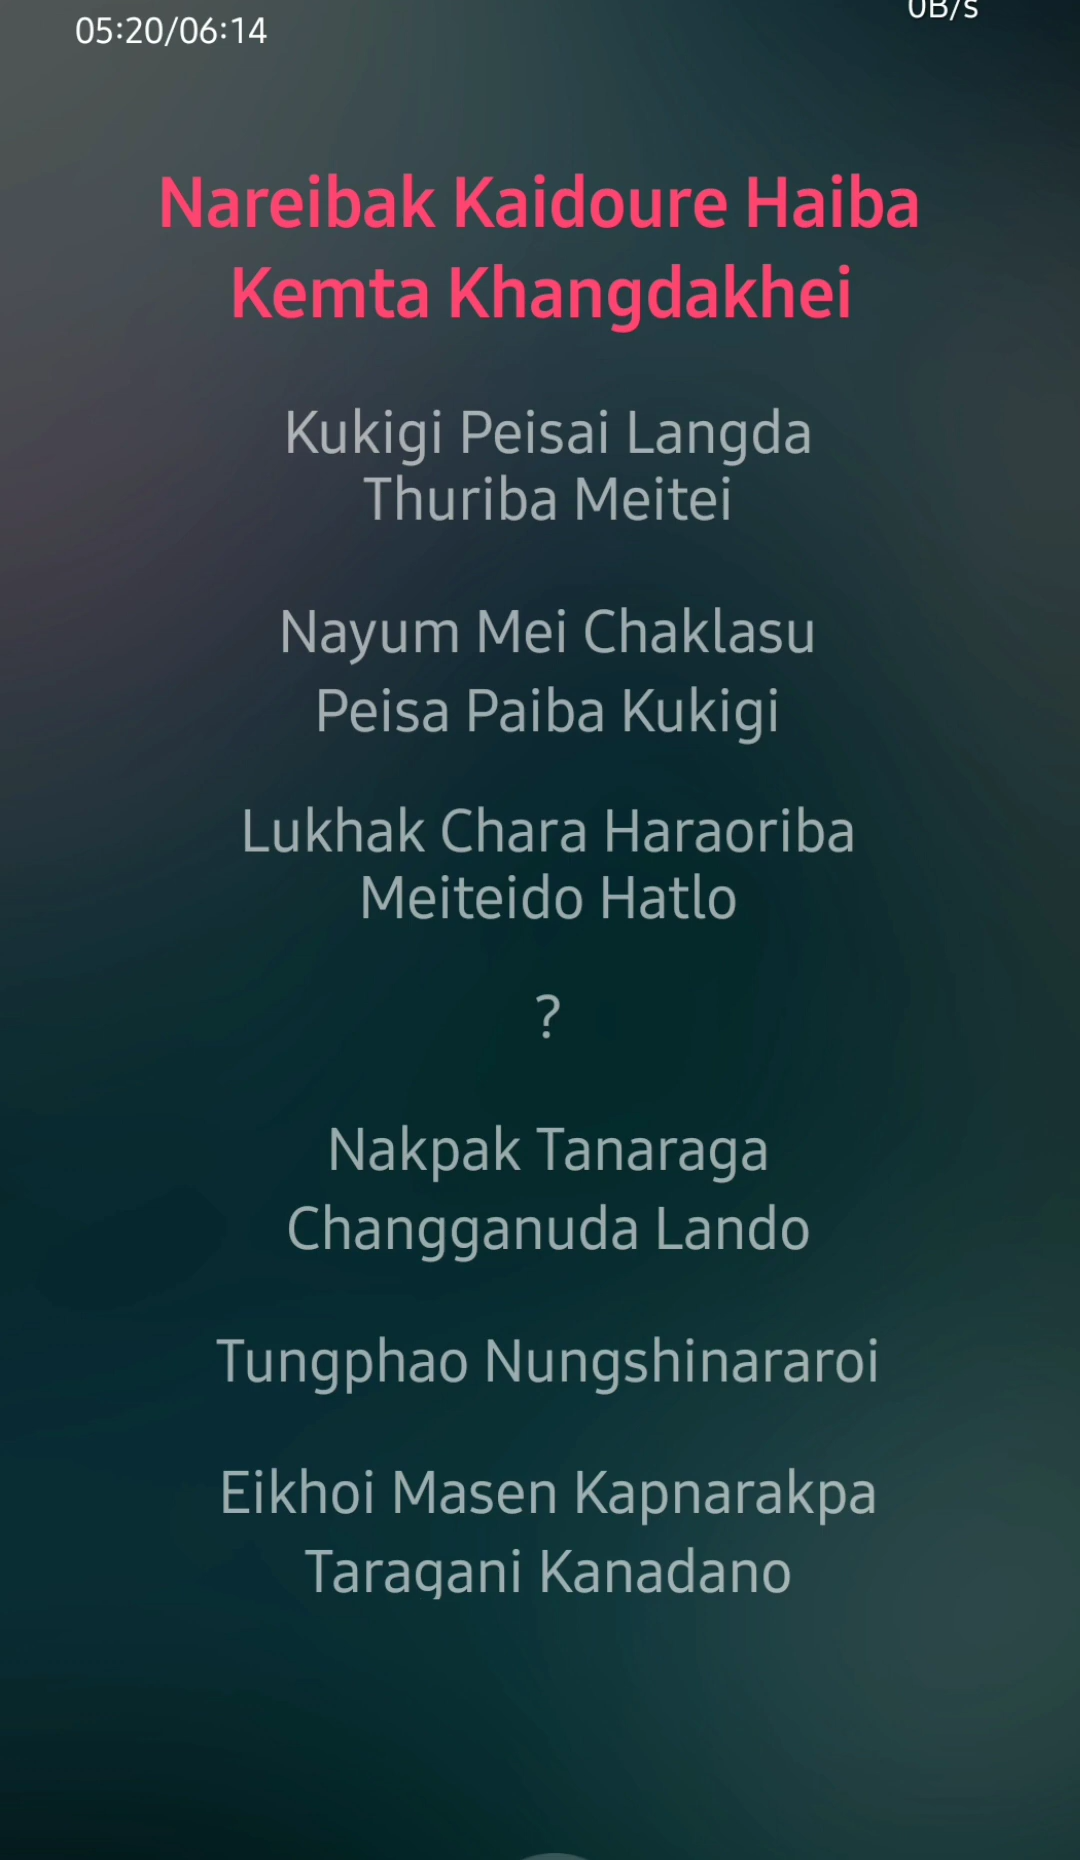 05:20/06:14
0B/s
Nareibak Kaidoure Haiba
Kemta Khangdakhei
Kukigi Peisai Langda
Thuriba Meitei
Nayum Mei Chaklasu
Peisa Paiba Kukigi
Lukhak Chara Haraoriba
Meiteido Hatlo
?
Nakpak Tanaraga
Changganuda Lando
Tungphao Nungshinararoi
Eikhoi Masen Kapnarakpa
Taragani Kanadano